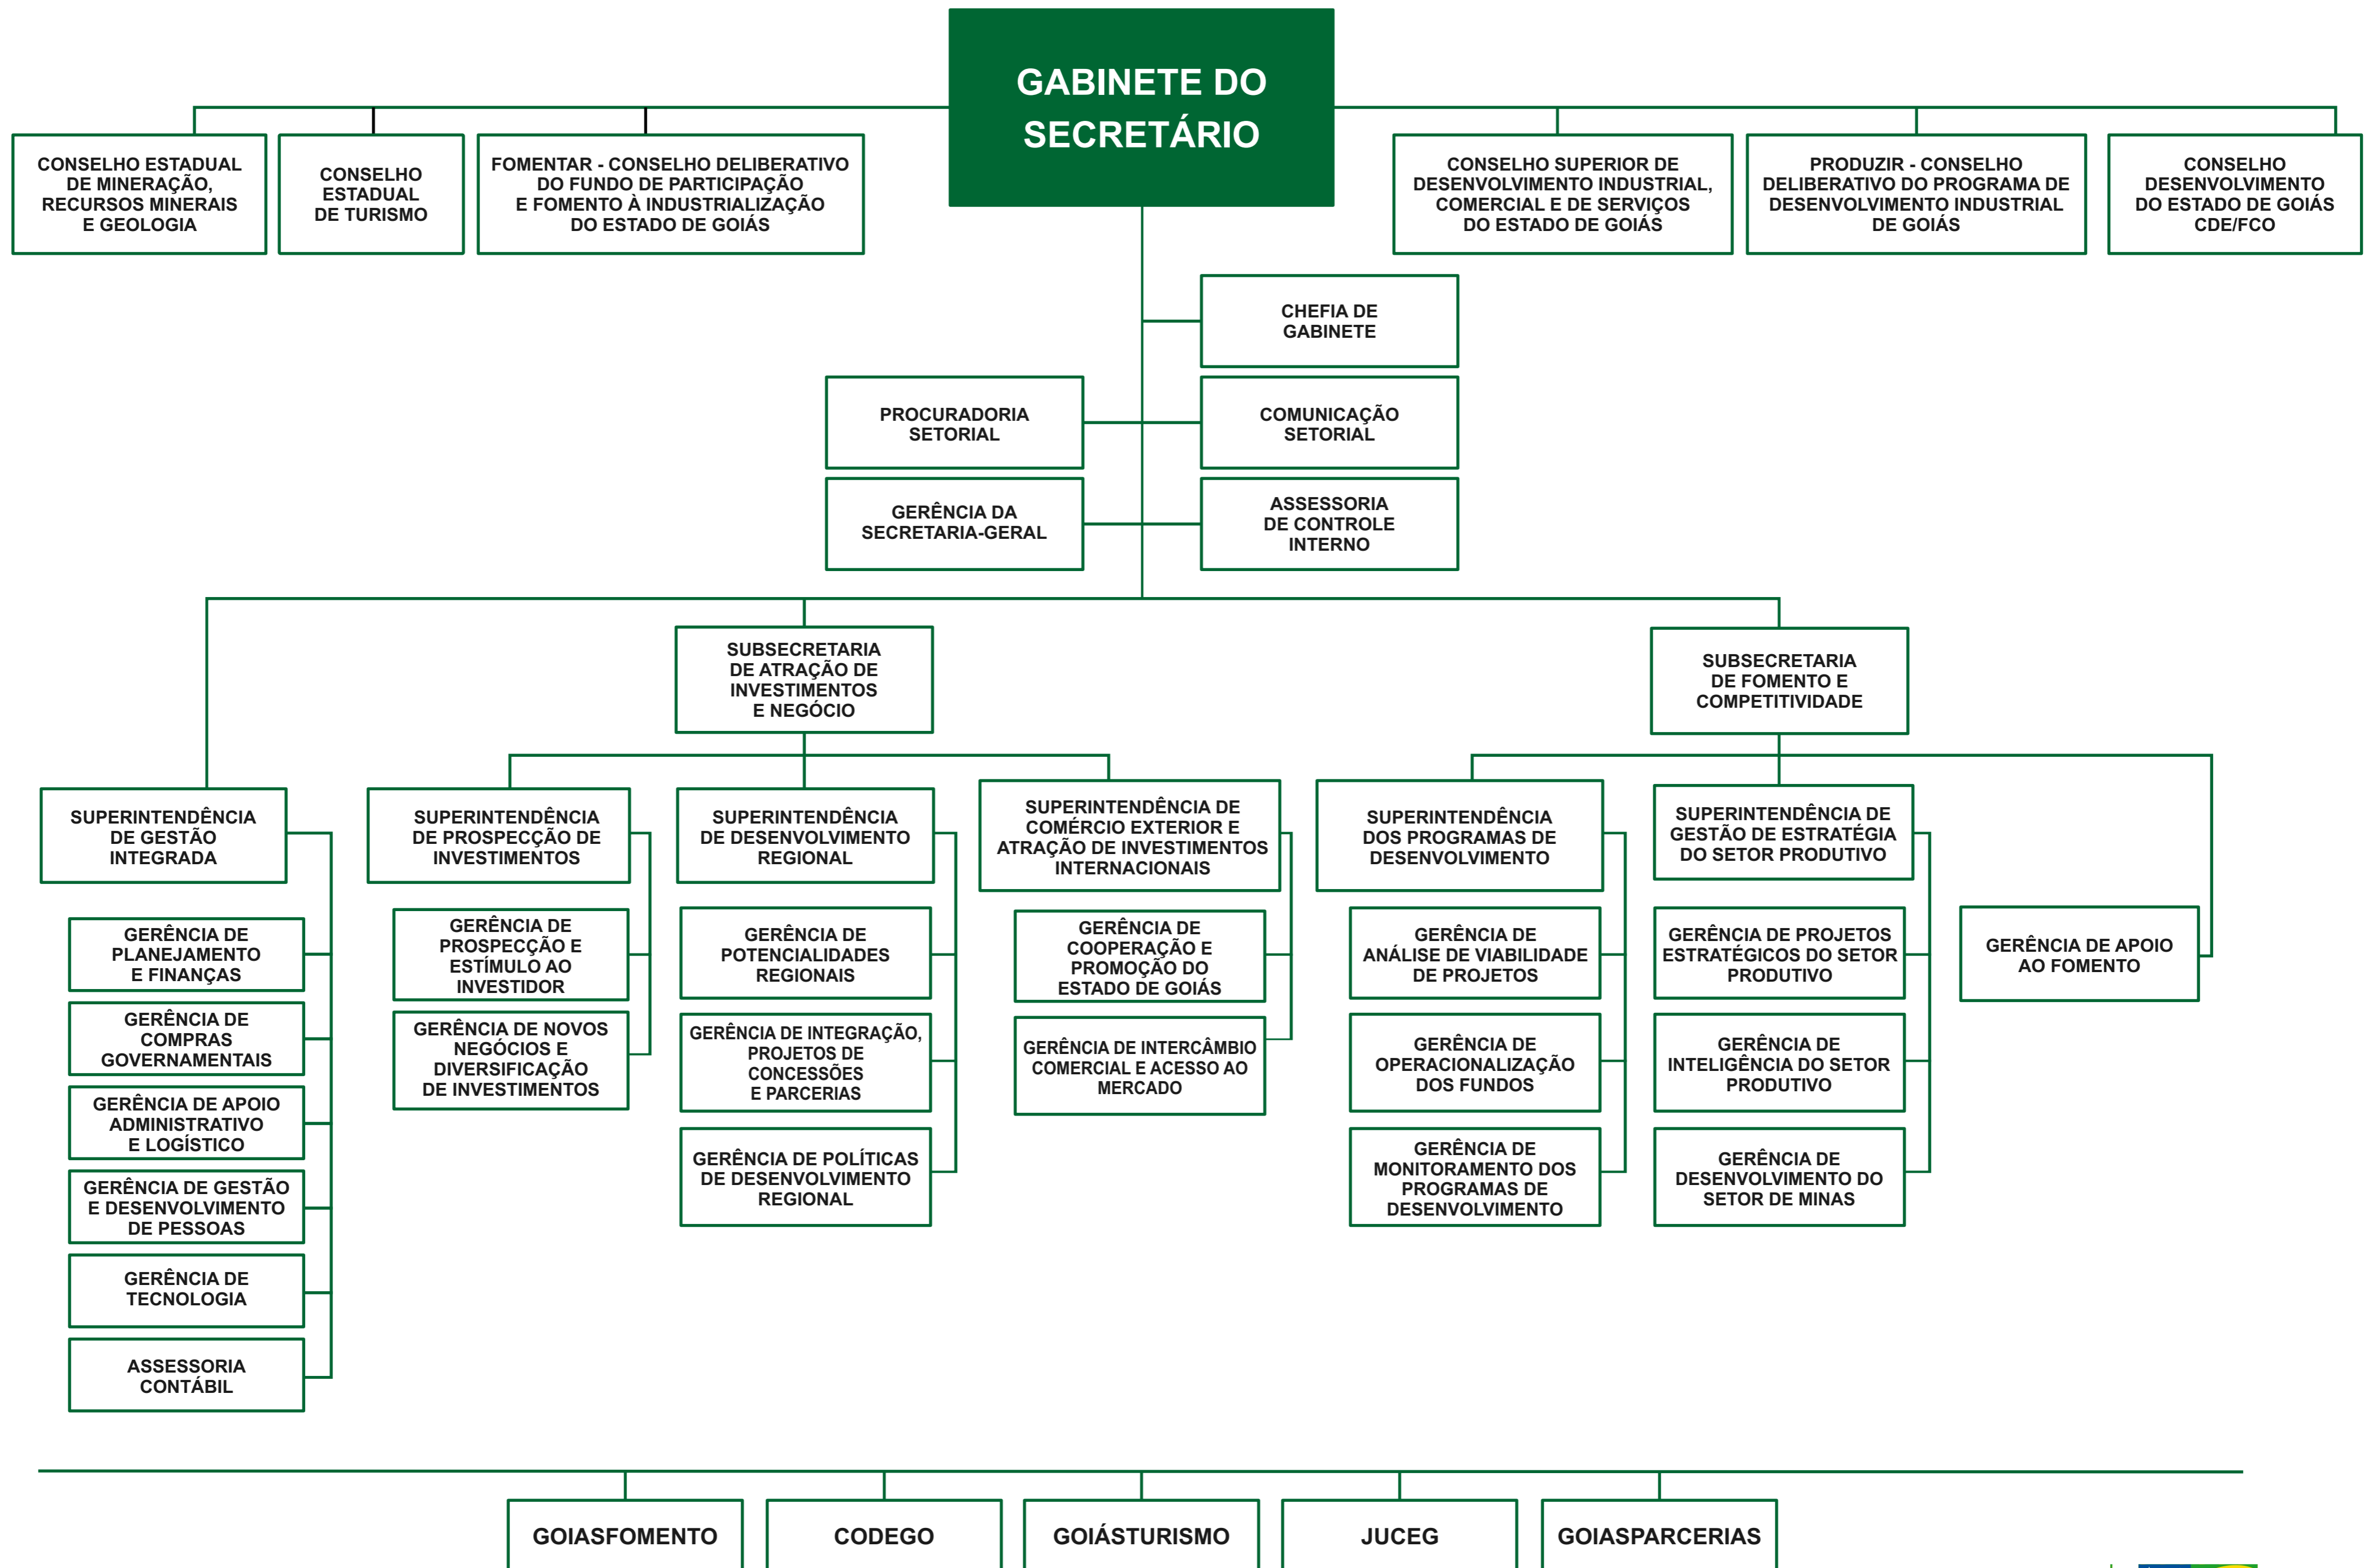 GABINETE DO
SECRETÁRIO
CONSELHO ESTADUAL
DE MINERAÇÃO,
RECURSOS MINERAIS
E GEOLOGIA
CONSELHO
ESTADUAL
DE TURISMO
FOMENTAR - CONSELHO DELIBERATIVO
DO FUNDO DE PARTICIPAÇÃO
E FOMENTO À INDUSTRIALIZAÇÃO
DO ESTADO DE GOIÁS
CONSELHO SUPERIOR DE
DESENVOLVIMENTO INDUSTRIAL,
COMERCIAL E DE SERVIÇOS
DO ESTADO DE GOIÁS
PRODUZIR - CONSELHO
DELIBERATIVO DO PROGRAMA DE
DESENVOLVIMENTO INDUSTRIAL
DE GOIÁS
CONSELHO
DESENVOLVIMENTO
DO ESTADO DE GOIÁS
CDE/FCO
CHEFIA DE
GABINETE
PROCURADORIA
SETORIAL
COMUNICAÇÃO
SETORIAL
GERÊNCIA DA
SECRETARIA-GERAL
ASSESSORIA
DE CONTROLE
INTERNO
SUBSECRETARIA
DE ATRAÇÃO DE
INVESTIMENTOS
E NEGÓCIO
SUBSECRETARIA
DE FOMENTO E
COMPETITIVIDADE
SUPERINTENDÊNCIA
DE GESTÃO
INTEGRADA
GERÊNCIA DE
PLANEJAMENTO
E FINANÇAS
GERÊNCIA DE
COMPRAS
GOVERNAMENTAIS
GERÊNCIA DE APOIO
ADMINISTRATIVO
E LOGÍSTICO
GERÊNCIA DE GESTÃO
E DESENVOLVIMENTO
DE PESSOAS
GERÊNCIA DE
TECNOLOGIA
ASSESSORIA
CONTÁBIL
SUPERINTENDÊNCIA
DE PROSPECÇÃO DE
INVESTIMENTOS
GERÊNCIA DE
PROSPECÇÃO E
ESTÍMULO AO
INVESTIDOR
GERÊNCIA DE NOVOS
NEGÓCIOS E
DIVERSIFICAÇÃO
DE INVESTIMENTOS
SUPERINTENDÊNCIA
DE DESENVOLVIMENTO
REGIONAL
GERÊNCIA DE
POTENCIALIDADES
REGIONAIS
GERÊNCIA DE INTEGRAÇÃO,
PROJETOS DE
CONCESSÕES
E PARCERIAS
GERÊNCIA DE POLÍTICAS
DE DESENVOLVIMENTO
REGIONAL
SUPERINTENDÊNCIA DE
COMÉRCIO EXTERIOR E
ATRAÇÃO DE INVESTIMENTOS
INTERNACIONAIS
GERÊNCIA DE
COOPERAÇÃO E
PROMOÇÃO DO
ESTADO DE GOIÁS
GERÊNCIA DE INTERCÂMBIO
COMERCIAL E ACESSO AO
MERCADO
SUPERINTENDÊNCIA
DOS PROGRAMAS DE
DESENVOLVIMENTO
GERÊNCIA DE
ANÁLISE DE VIABILIDADE
DE PROJETOS
GERÊNCIA DE
OPERACIONALIZAÇÃO
DOS FUNDOS
GERÊNCIA DE
MONITORAMENTO DOS
PROGRAMAS DE
DESENVOLVIMENTO
SUPERINTENDÊNCIA DE
GESTÃO DE ESTRATÉGIA
DO SETOR PRODUTIVO
GERÊNCIA DE PROJETOS
ESTRATÉGICOS DO SETOR
PRODUTIVO
GERÊNCIA DE
INTELIGÊNCIA DO SETOR
PRODUTIVO
GERÊNCIA DE
DESENVOLVIMENTO DO
SETOR DE MINAS
GERÊNCIA DE APOIO
AO FOMENTO
GOIASFOMENTO
CODEGO
GOIÁSTURISMO
JUCEG
GOIASPARCERIAS